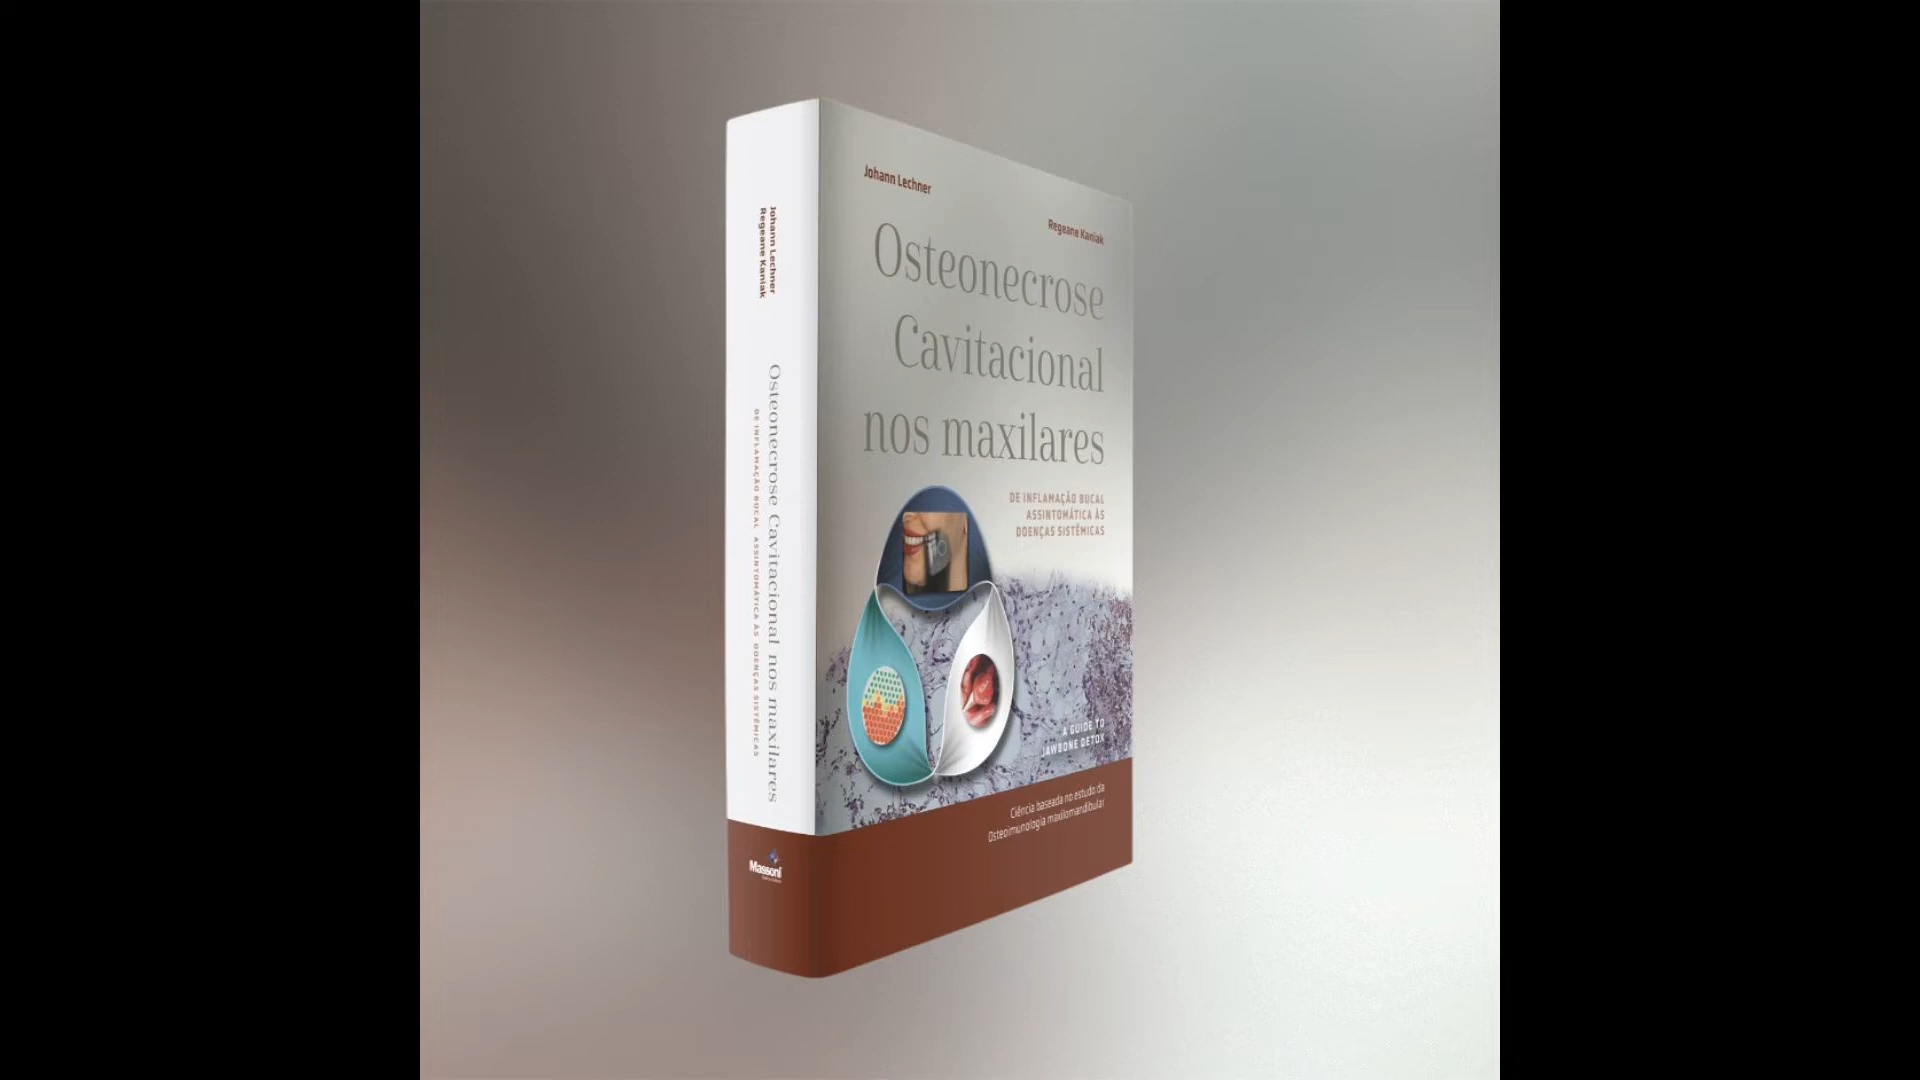 Johann Lechner
Regeane Kaniak
Osteonecrose Cavitacional nos maxilares
DE INFLAMAÇÃO BUCAL ASSINTOMÁTICA ÀS DOENÇAS SISTÊMICAS
Massoni
Johann Lechner
Regeane Kaniak
Osteonecrose
Cavitacional
nos maxilares
DE INFLAMAÇÃO BUCAL
ASSINTOMÁTICA ÀS
DOENÇAS SISTÊMICAS
A GUIDE TO
JAWBONE DETOX
Ciência baseada no estudo da
Osteoimunologia maxilomandibular